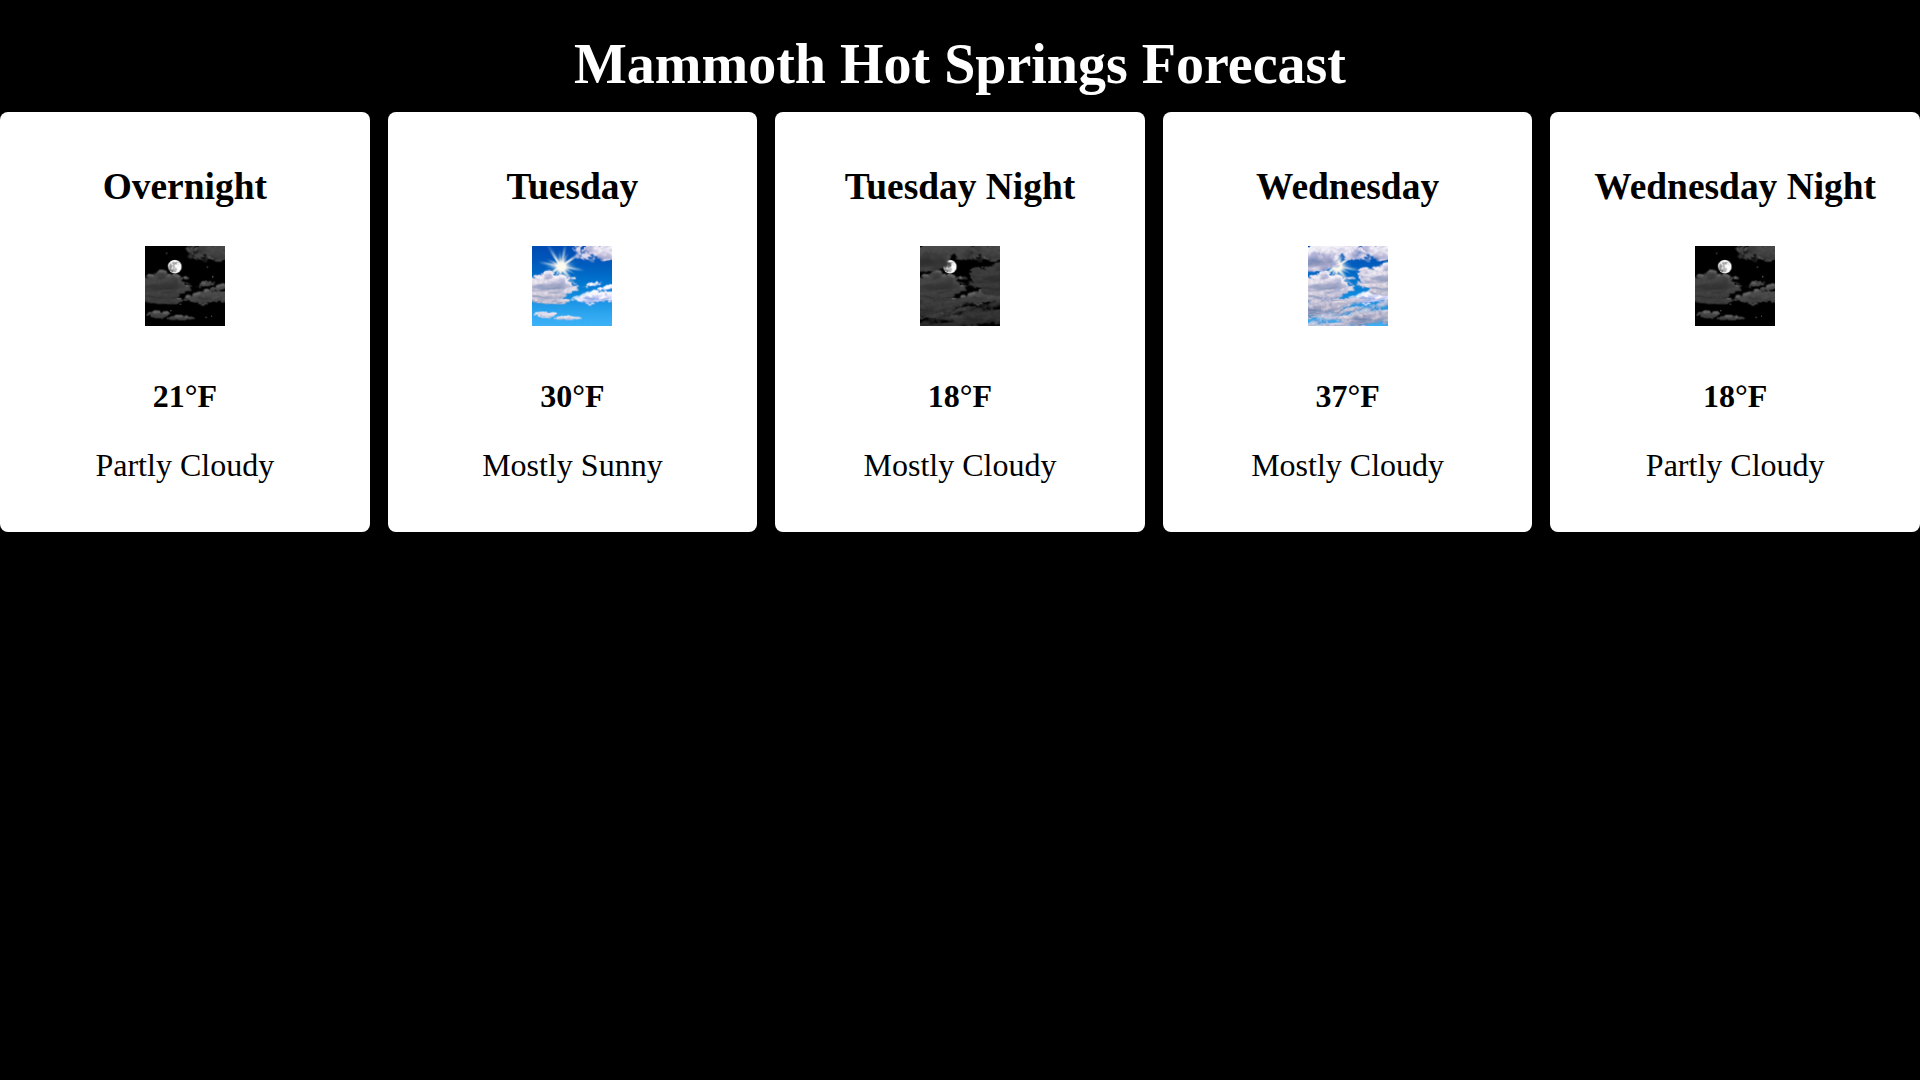 Mammoth Hot Springs Forecast
Overnight
21°F
Partly Cloudy
Tuesday
30°F
Mostly Sunny
Tuesday Night
18°F
Mostly Cloudy
Wednesday
37°F
Mostly Cloudy
Wednesday Night
18°F
Partly Cloudy